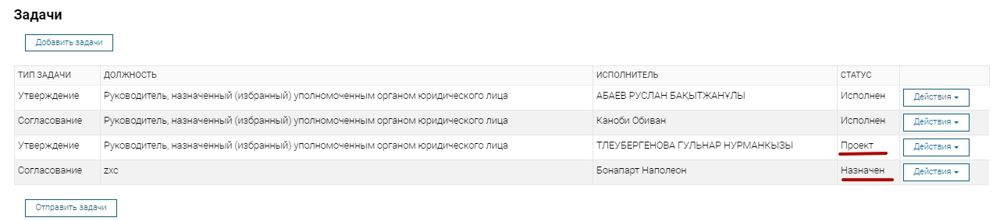 Задачи
Добавить задачи
ТИП ЗАДАЧИ ДОЛЖНОСТЬ ИСПОЛНИТЕЛЬ СТАТУС
Утверждение Руководитель, назначенный (избранный) уполномоченным органом юридического лица АБАЕВ РУСЛАН БАҚЫТЖАНҰЛЫ Исполнен Действия
Согласование Руководитель, назначенный (избранный) уполномоченным органом юридического лица Каноби Обиван Исполнен Действия
Утверждение Руководитель, назначенный (избранный) уполномоченным органом юридического лица ТЛЕУБЕРГЕНОВА ГУЛЬНАР НУРМАНКЫЗЫ Проект Действия
Согласование zxc Бонапарт Наполеон Назначен Действия
Отправить задачи